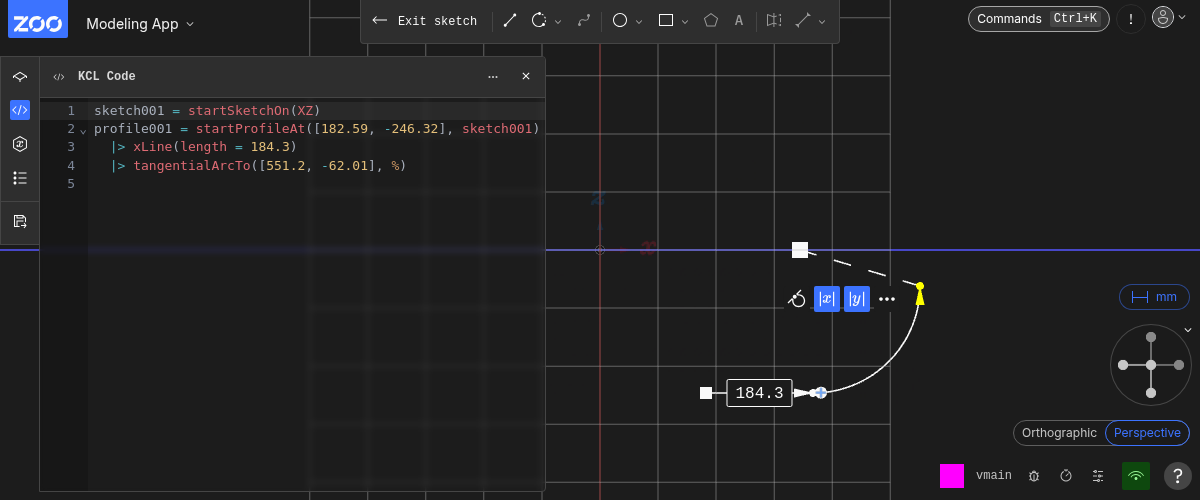 ZOO
Modeling App
Exit sketch
A
Commands Ctrl+K
!
</> KCL Code ...
1 sketch001 = startSketchOn(XZ)
2 profile001 = startProfileAt([182.59, -246.32], sketch001)
3 |> xLine(length = 184.3)
4 |> tangentialArcTo([551.2, -62.01], %)
5
z
x
|x| |y|
mm
184.3
Orthographic Perspective
vmain
?